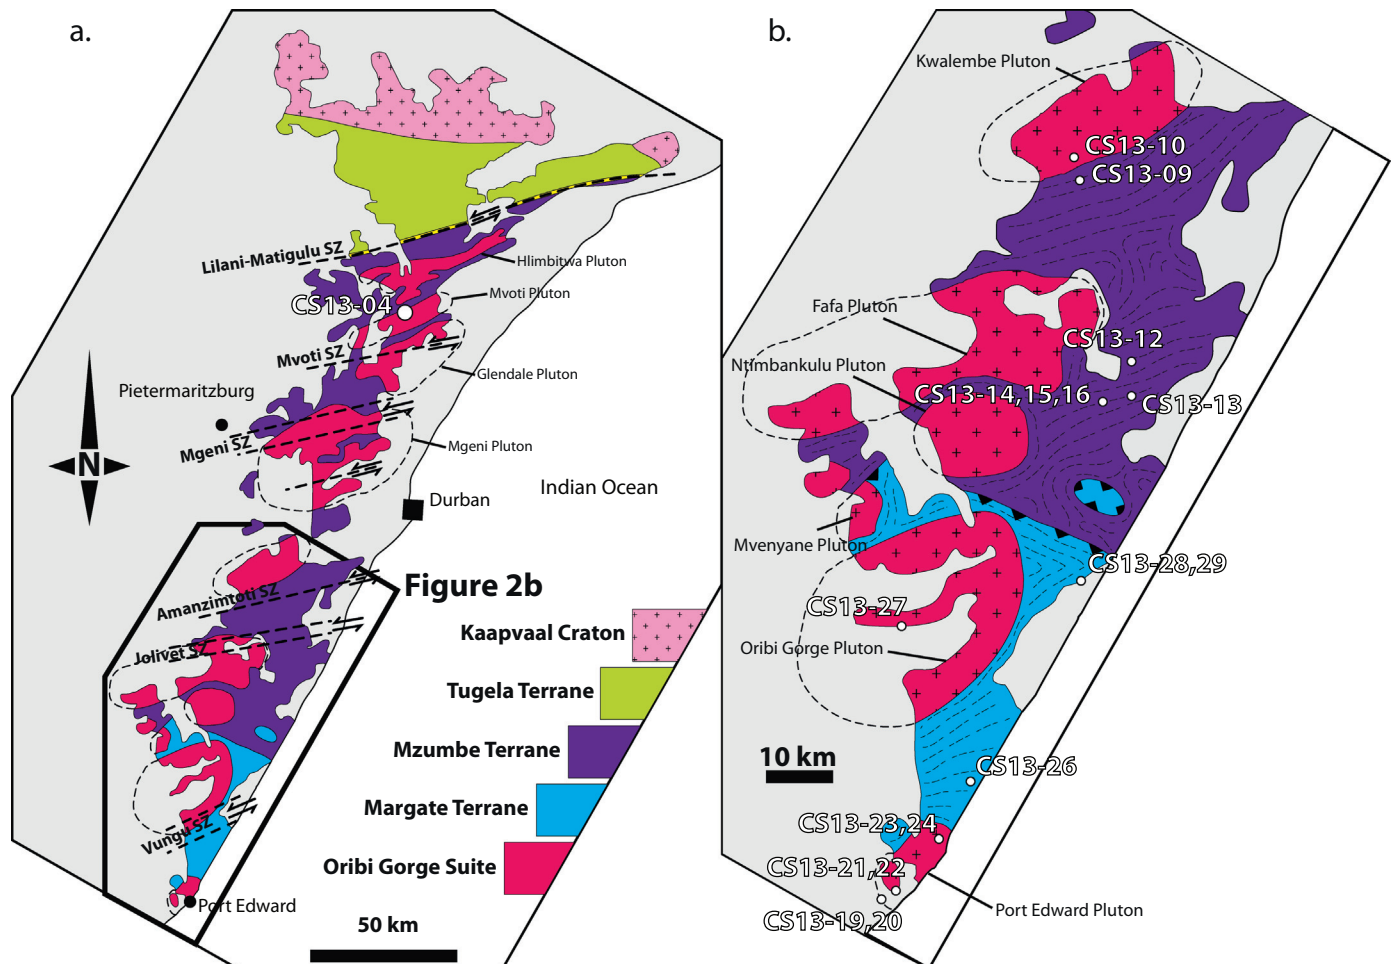 a.
Lilani-Matigulu SZ
Hlimbitwa Pluton
Mvoti Pluton
CS13-04
Mvoti SZ
Glendale Pluton
Pietermaritzburg
Mgeni SZ
Mgeni Pluton
N
Durban
Indian Ocean
Figure 2b
Amanzimtoti SZ
Jolivet SZ
Vungu SZ
Port Edward
Kaapvaal Craton
Tugela Terrane
Mzumbe Terrane
Margate Terrane
Oribi Gorge Suite
50 km
b.
Kwalembe Pluton
CS13-10
CS13-09
Fafa Pluton
CS13-12
Ntimbankulu Pluton
CS13-14,15,16
CS13-13
Mvenyane Pluton
CS13-28,29
CS13-27
Oribi Gorge Pluton
10 km
CS13-26
CS13-23,24
CS13-21,22
CS13-19,20
Port Edward Pluton